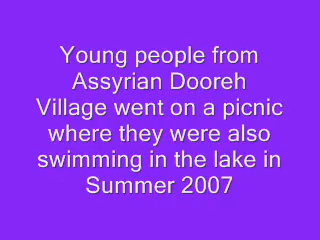 Young people from
Assyrian Dooreh
Village went on a picnic
where they were also
swimming in the lake in
Summer 2007